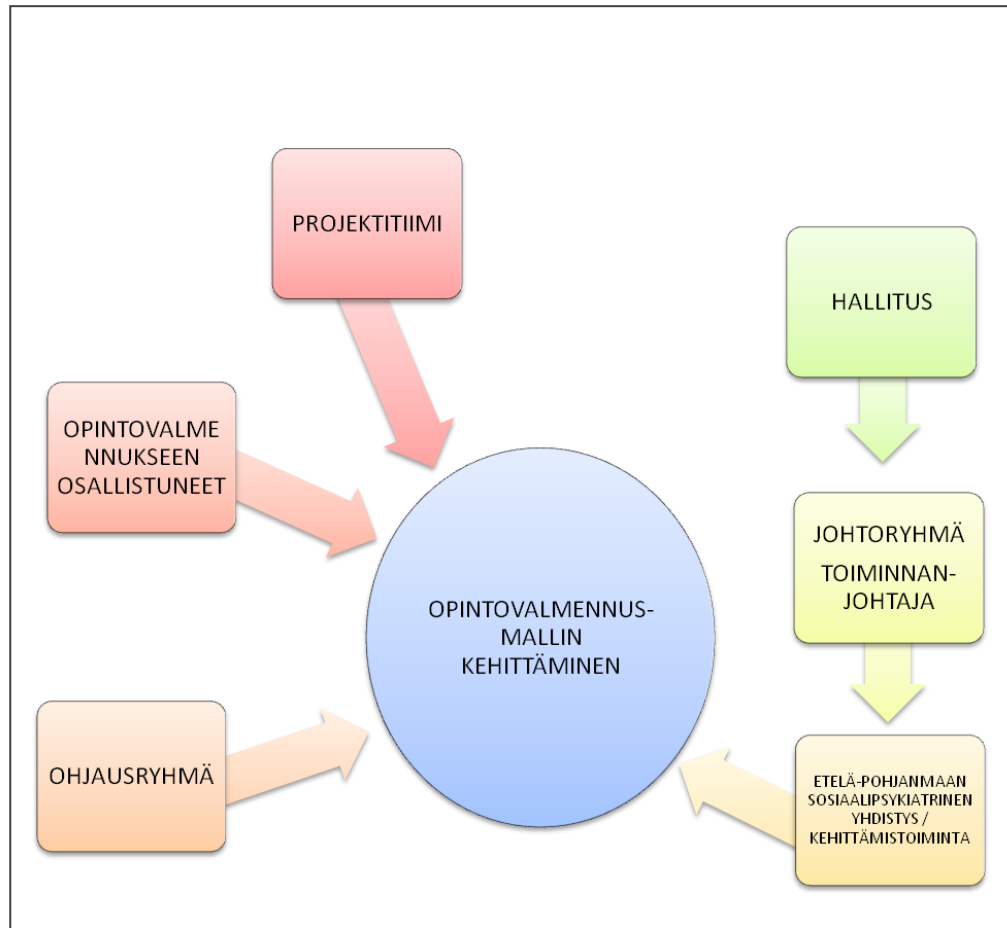 PROJEKTITIIMI
HALLITUS
OPINTOVALME
NNUKSEEN
OSALLISTUNEET
JOHTORYHMÄ
TOIMINNAN-
JOHTAJA
OPINTOVALMENNUS-
MALLIN
KEHITTÄMINEN
OHJAUSRYHMÄ
ETELÄ-POHJANMAAN
SOSIAALIPSYKIATRINEN
YHDISTYS /
KEHITTÄMISTOIMINTA